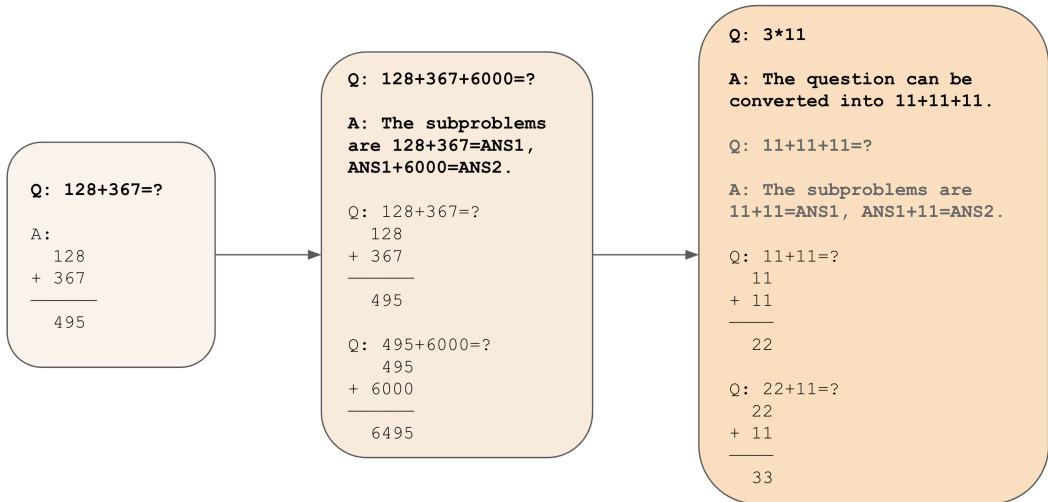 Q: 128+367=?
A:
128
+ 367
495
Q: 128+367+6000=?
A: The subproblems
are 128+367=ANS1,
ANS1+6000=ANS2.
Q: 128+367=?
128
+ 367
495
Q: 495+6000=?
495
+ 6000
6495
Q: 3*11
A: The question can be
converted into 11+11+11.
Q: 11+11+11=?
A: The subproblems are
11+11=ANS1, ANS1+11=ANS2.
Q: 11+11=?
11
+ 11
22
Q: 22+11=?
22
+ 11
33